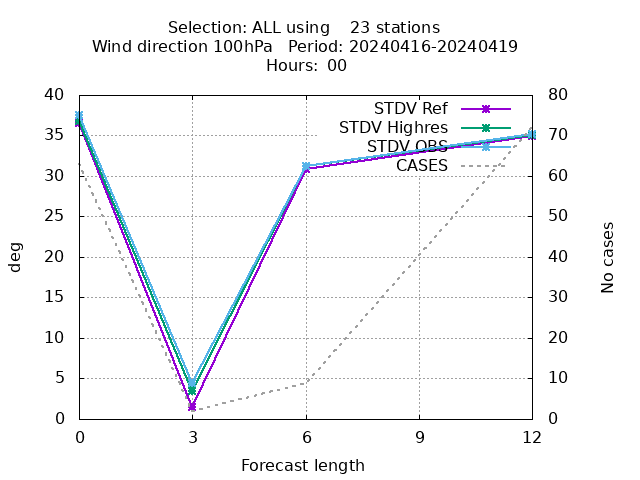 Selection: ALL using    23 stations
Wind direction 100hPa   Period: 20240416-20240419
Hours: 00
40
35
30
25
20
15
10
5
0
80
70
60
50
40
30
20
10
0
STDV Ref
STDV Highres
STDV OBS
CASES
deg
No cases
0 3 6 9 12
Forecast length